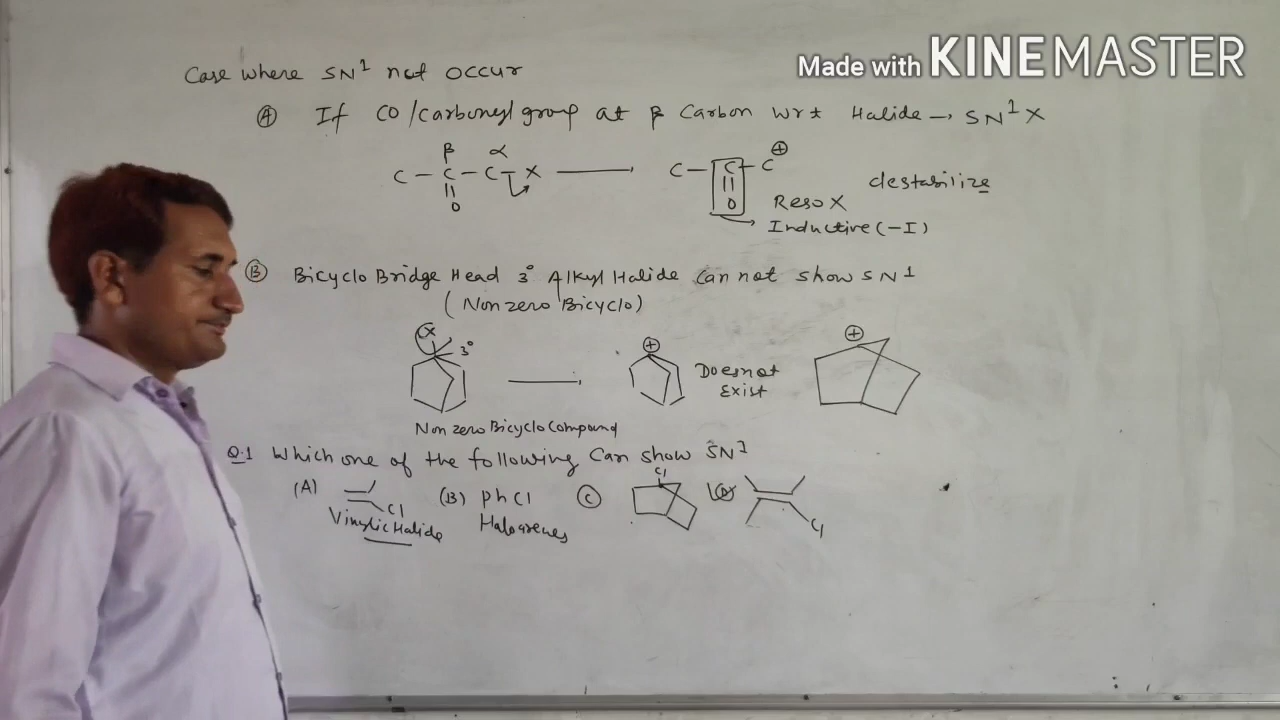 Made with KINEMASTER
Case where SN1 not occur
Ⓐ If CO/carbonyl group at β Carbon wrt Halide → SN1 X
β α ⊕
C – C – C – X ⟶ C – C – C destabilize
O O Reso X
Inductive (-I)
Ⓑ Bicyclo Bridge Head 3° Alkyl Halide Can not show SN1
(Non zero Bicyclo)
X 3° ⊕ Does not Exist ⊕
Non zero Bicyclo Compound
Q.1 Which one of the following Can show SN1
(A) Cl (B) PhCl Ⓒ Cl Ⓓ Cl
Vinylic Halide Haloarenes